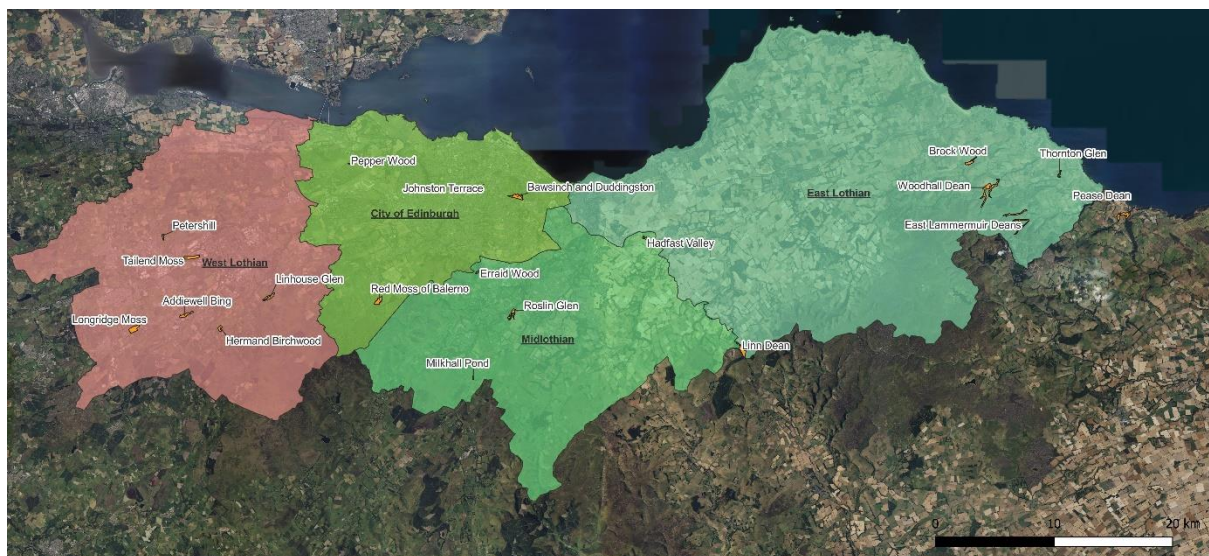 Brock Wood
Thornton Glen
Pepper Wood
Johnston Terrace
Bawsinch and Duddingston
Woodhall Dean
East Lothian
Pease Dean
City of Edinburgh
Petershill
East Lammermuir Deans
Hadfast Valley
Tailend Moss
West Lothian
Linhouse Glen
Erraid Wood
Red Moss of Balerno
Addiewell Bing
Roslin Glen
Longridge Moss
Hermand Birchwood
Midlothian
Linn Dean
Milkhall Pond
0 10 20 km